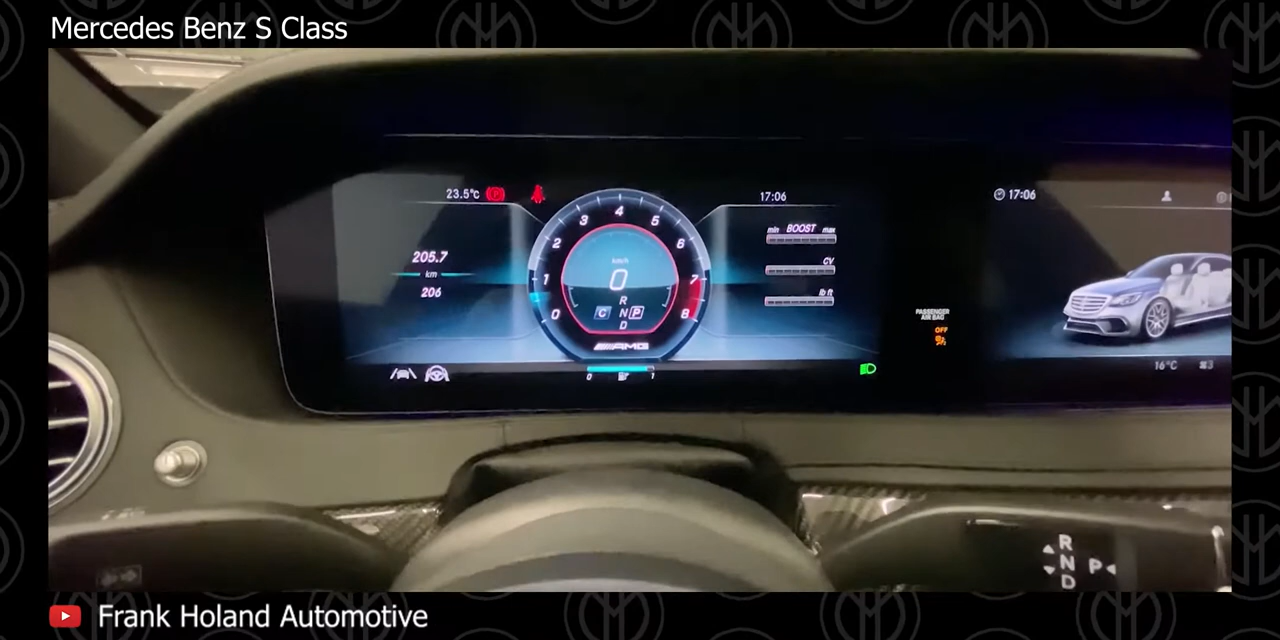 Mercedes Benz S Class
23.5°C
17:06
17:06
205.7
km
206
0
1
2
3
4
5
6
7
8
km/h
0
C
R
N
D
P
AMG
min BOOST max
CV
lb ft
PASSENGER
AIR BAG
OFF
0
1
16°C
3
R
N
D
P
Frank Holand Automotive